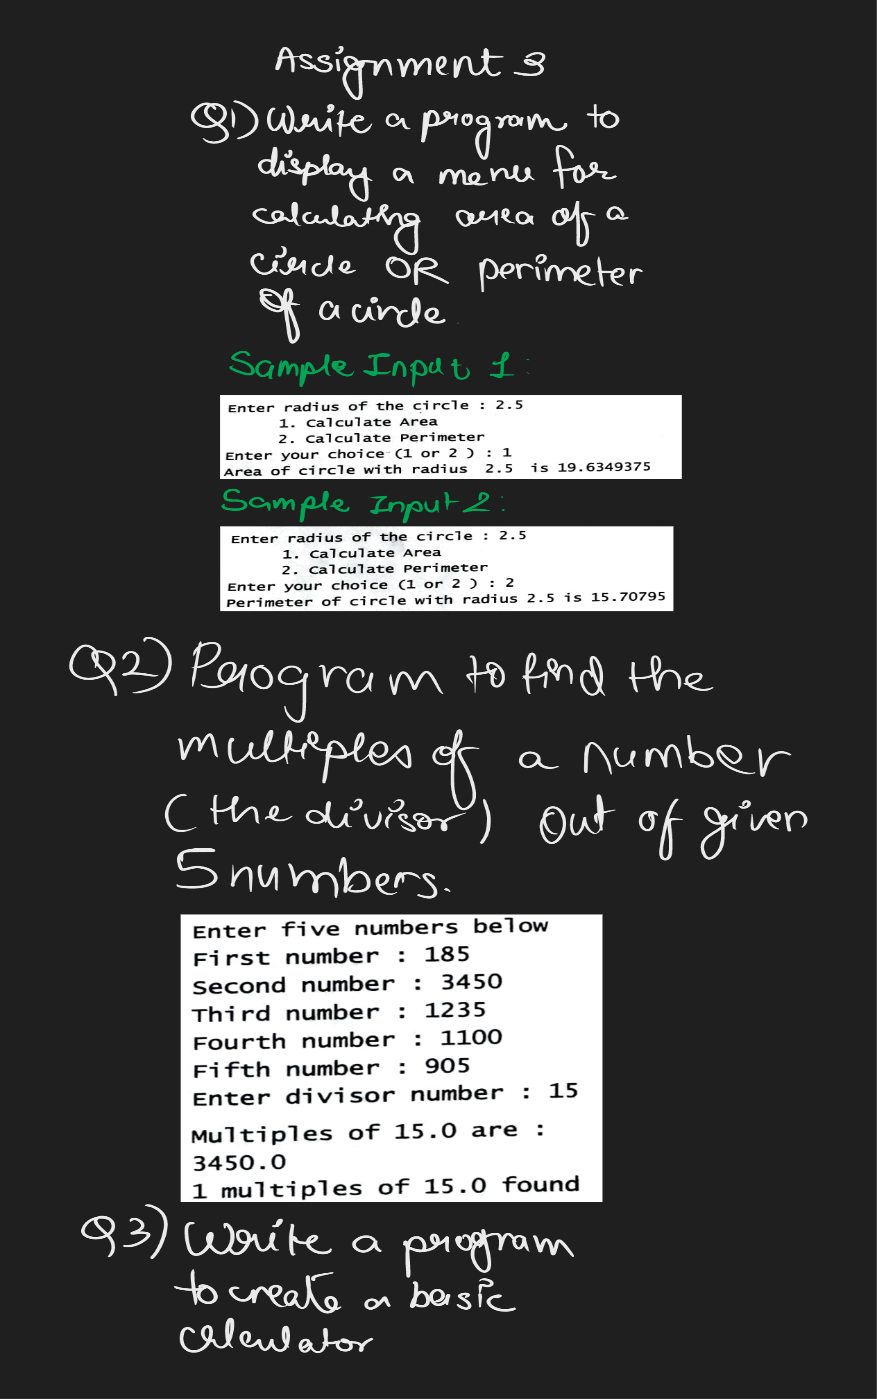 Assignment 3
Q1) Write a program to
display a menu for
calculating area of a
circle OR perimeter
of a circle.
Sample Input 1:
Enter radius of the circle : 2.5
1. Calculate Area
2. Calculate Perimeter
Enter your choice (1 or 2 ) : 1
Area of circle with radius 2.5 is 19.6349375
Sample Input 2:
Enter radius of the circle : 2.5
1. Calculate Area
2. Calculate Perimeter
Enter your choice (1 or 2 ) : 2
Perimeter of circle with radius 2.5 is 15.70795
Q2) Program to find the
multiples of a number
(the divisor) out of given
5 numbers.
Enter five numbers below
First number : 185
Second number : 3450
Third number : 1235
Fourth number : 1100
Fifth number : 905
Enter divisor number : 15
Multiples of 15.0 are :
3450.0
1 multiples of 15.0 found
Q3) Write a program
to create a basic
calculator